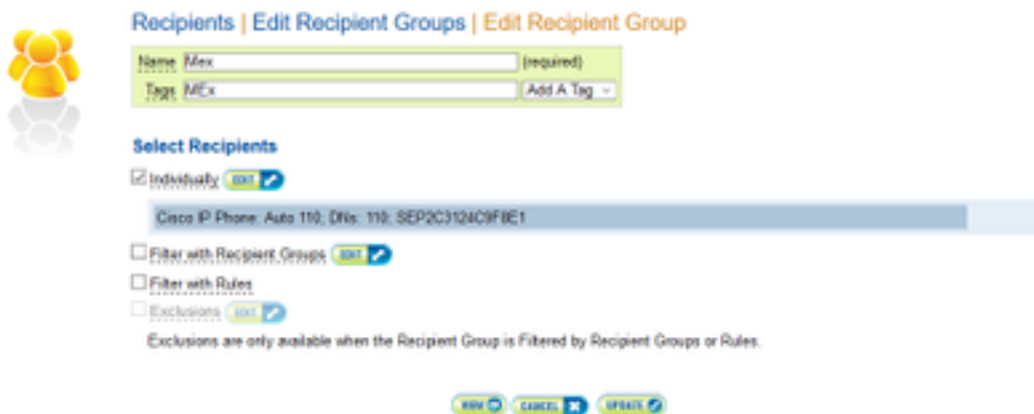 Recipients | Edit Recipient Groups | Edit Recipient Group
Name Mex (required)
Tags MEx Add A Tag
Select Recipients
Individually EDIT
Cisco IP Phone: Auto 110; DNs: 110; SEP2C3124C9F8E1
Filter with Recipient Groups EDIT
Filter with Rules
Exclusions EDIT
Exclusions are only available when the Recipient Group is Filtered by Recipient Groups or Rules.
VIEW CANCEL UPDATE